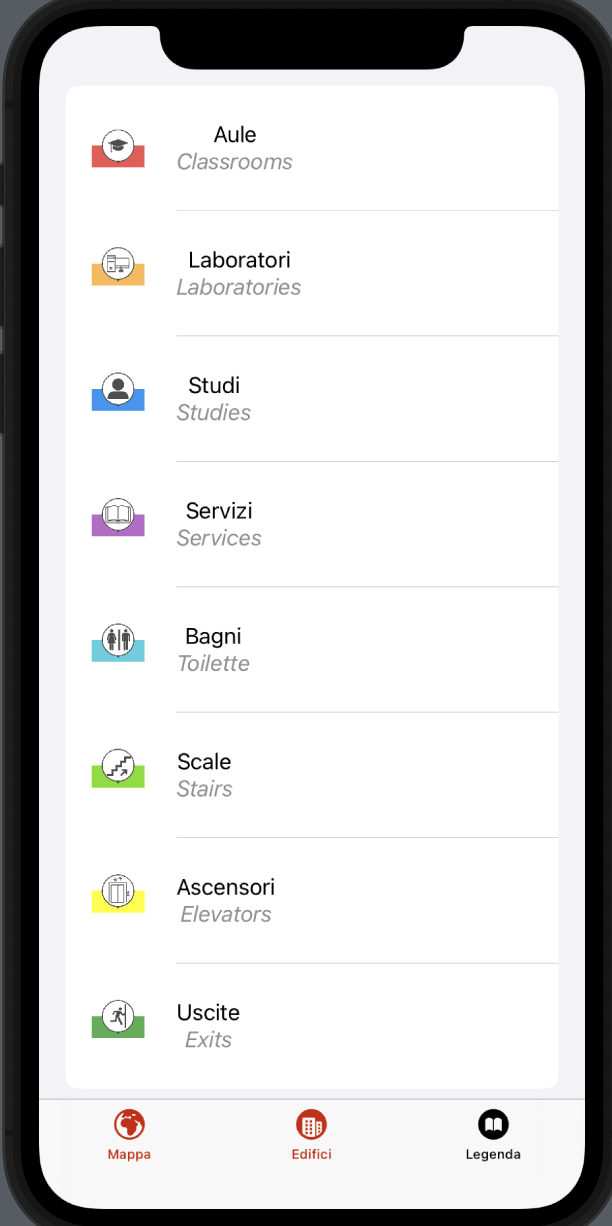 Aule
Classrooms
Laboratori
Laboratories
Studi
Studies
Servizi
Services
Bagni
Toilette
Scale
Stairs
Ascensori
Elevators
Uscite
Exits
Mappa
Edifici
Legenda